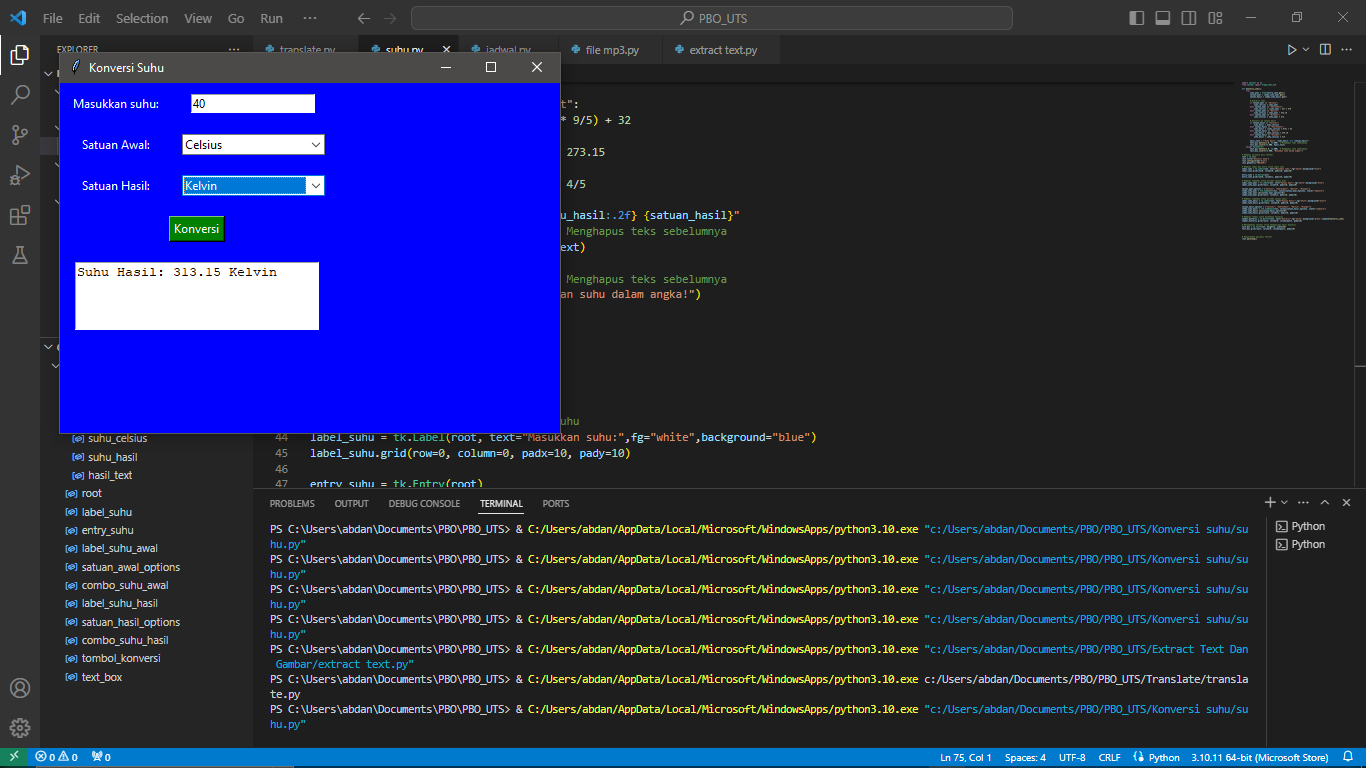 File Edit Selection View Go Run ··· PBO_UTS
EXPLORER ···
translate.py suhu.py jadwal.py file mp3.py extract text.py
Konversi Suhu
Masukkan suhu: 40
Satuan Awal: Celsius
Satuan Hasil: Kelvin
Konversi
Suhu Hasil: 313.15 Kelvin
t":
* 9/5) + 32
273.15
4/5
u_hasil:.2f} {satuan_hasil}"
Menghapus teks sebelumnya
ext)
Menghapus teks sebelumnya
an suhu dalam angka!")
uhu
44 label_suhu = tk.Label(root, text="Masukkan suhu:",fg="white",background="blue")
45 label_suhu.grid(row=0, column=0, padx=10, pady=10)
46
47 entry_suhu = tk.Entry(root)
suhu_celsius
suhu_hasil
hasil_text
root
label_suhu
entry_suhu
label_suhu_awal
satuan_awal_options
combo_suhu_awal
label_suhu_hasil
satuan_hasil_options
combo_suhu_hasil
tombol_konversi
text_box
PROBLEMS OUTPUT DEBUG CONSOLE TERMINAL PORTS
PS C:\Users\abdan\Documents\PBO\PBO_UTS> & C:/Users/abdan/AppData/Local/Microsoft/WindowsApps/python3.10.exe "c:/Users/abdan/Documents/PBO/PBO_UTS/Konversi suhu/su
hu.py"
PS C:\Users\abdan\Documents\PBO\PBO_UTS> & C:/Users/abdan/AppData/Local/Microsoft/WindowsApps/python3.10.exe "c:/Users/abdan/Documents/PBO/PBO_UTS/Konversi suhu/su
hu.py"
PS C:\Users\abdan\Documents\PBO\PBO_UTS> & C:/Users/abdan/AppData/Local/Microsoft/WindowsApps/python3.10.exe "c:/Users/abdan/Documents/PBO/PBO_UTS/Konversi suhu/su
hu.py"
PS C:\Users\abdan\Documents\PBO\PBO_UTS> & C:/Users/abdan/AppData/Local/Microsoft/WindowsApps/python3.10.exe "c:/Users/abdan/Documents/PBO/PBO_UTS/Konversi suhu/su
hu.py"
PS C:\Users\abdan\Documents\PBO\PBO_UTS> & C:/Users/abdan/AppData/Local/Microsoft/WindowsApps/python3.10.exe "c:/Users/abdan/Documents/PBO/PBO_UTS/Extract Text Dan
Gambar/extract text.py"
PS C:\Users\abdan\Documents\PBO\PBO_UTS> & C:/Users/abdan/AppData/Local/Microsoft/WindowsApps/python3.10.exe c:/Users/abdan/Documents/PBO/PBO_UTS/Translate/transla
te.py
PS C:\Users\abdan\Documents\PBO\PBO_UTS> & C:/Users/abdan/AppData/Local/Microsoft/WindowsApps/python3.10.exe "c:/Users/abdan/Documents/PBO/PBO_UTS/Konversi suhu/su
hu.py"
Python
Python
0 0 0 Ln 75, Col 1 Spaces: 4 UTF-8 CRLF Python 3.10.11 64-bit (Microsoft Store)